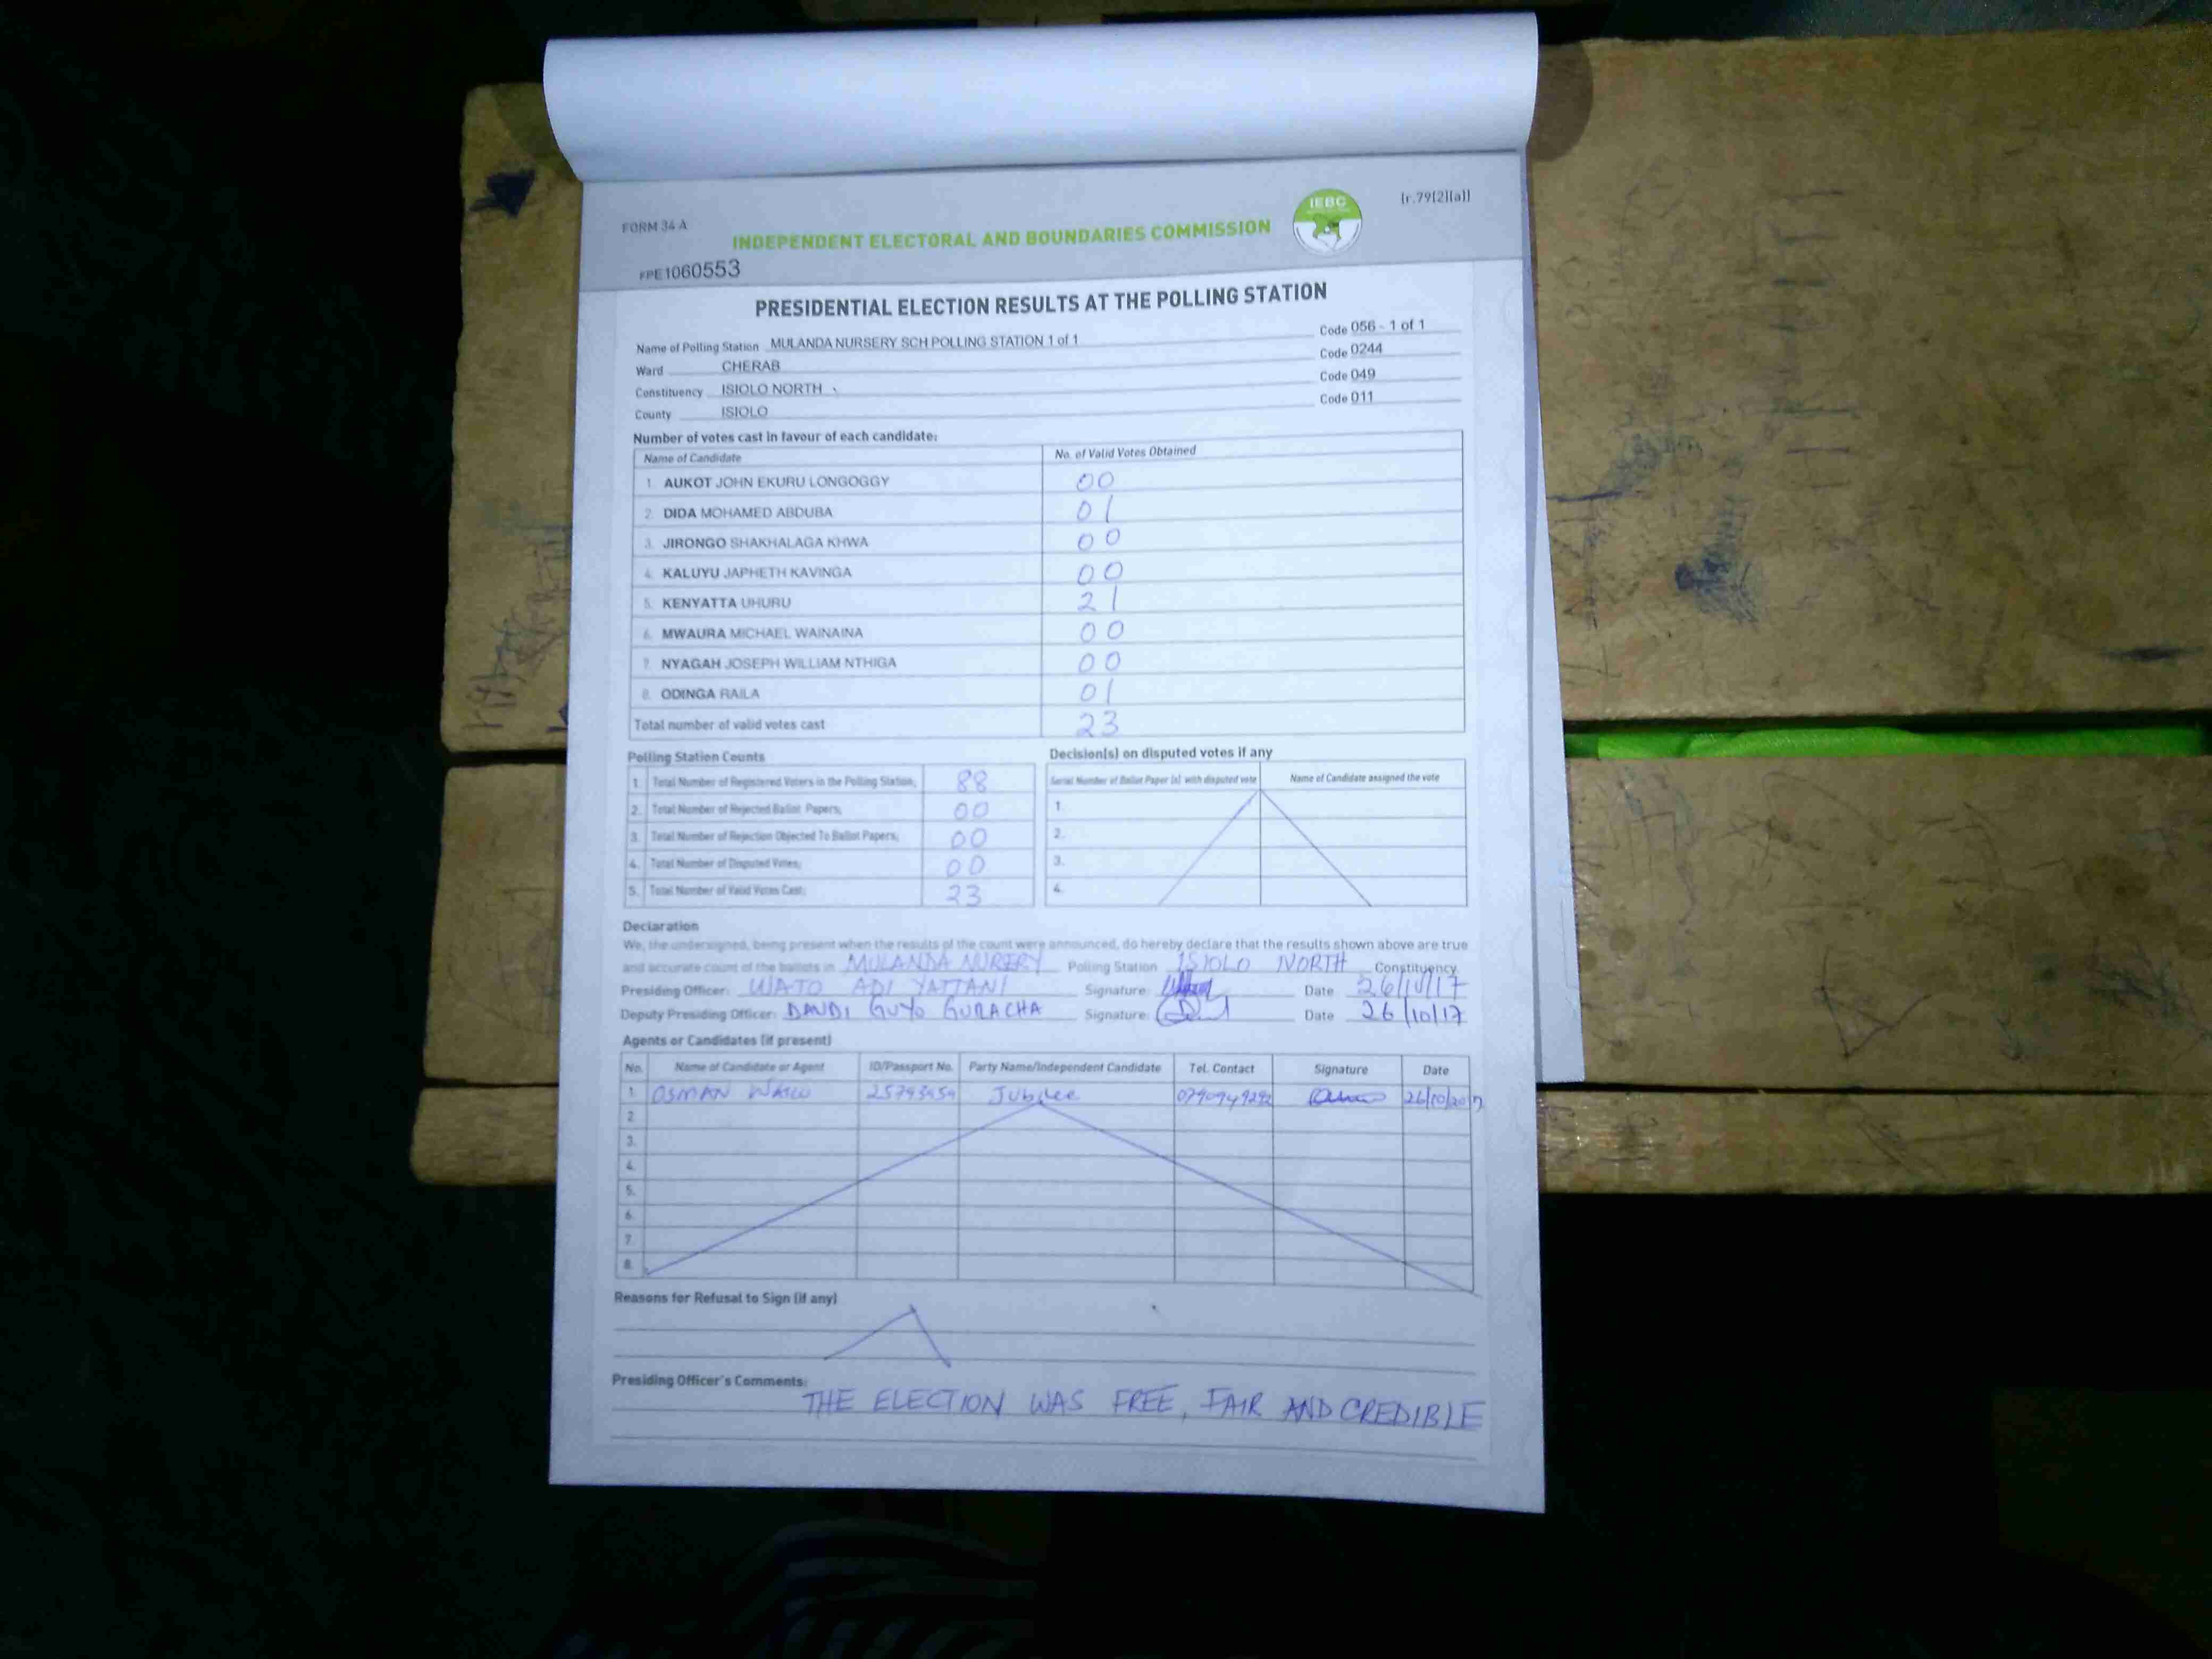 FORM 34 A
(r.79(2)(a))
INDEPENDENT ELECTORAL AND BOUNDARIES COMMISSION
IEBC
FPE1060553
PRESIDENTIAL ELECTION RESULTS AT THE POLLING STATION
Name of Polling Station MULANDA NURSERY SCH POLLING STATION 1 of 1 Code 056 - 1 of 1
Ward CHERAB Code 0244
Constituency ISIOLO NORTH Code 049
County ISIOLO Code 011
Number of votes cast in favour of each candidate:
Name of Candidate No. of Valid Votes Obtained
1. AUKOT JOHN EKURU LONGOGGY 00
2. DIDA MOHAMED ABDUBA 01
3. JIRONGO SHAKHALAGA KHWA 00
4. KALUYU JAPHETH KAVINGA 00
5. KENYATTA UHURU 21
6. MWAURA MICHAEL WAINAINA 00
7. NYAGAH JOSEPH WILLIAM NTHIGA 00
8. ODINGA RAILA 01
Total number of valid votes cast 23
Polling Station Counts
1. Total Number of Registered Voters in the Polling Station; 88
2. Total Number of Rejected Ballot Papers; 00
3. Total Number of Rejection Objected To Ballot Papers; 00
4. Total Number of Disputed Votes; 00
5. Total Number of Valid Votes Cast; 23
Decision(s) on disputed votes if any
Serial Number of Ballot Paper (s) with disputed vote Name of Candidate assigned the vote
1.
2.
3.
4.
Declaration
We, the undersigned, being present when the results of the count were announced, do hereby declare that the results shown above are true
and accurate count of the ballots in MULANDA NURERY Polling Station ISIOLO NORTH Constituency
Presiding Officer: WATO ADI YATTANI Signature: Date 26/10/17
Deputy Presiding Officer: DANDI GUYO GURACHA Signature: Date 26/10/17
Agents or Candidates (if present)
No. Name of Candidate or Agent ID/Passport No. Party Name/Independent Candidate Tel. Contact Signature Date
1. OSMAN Jubilee 26/10/2017
2.
3.
4.
5.
6.
7.
8.
Reasons for Refusal to Sign (if any)
Presiding Officer's Comments:
THE ELECTION WAS FREE, FAIR AND CREDIBLE